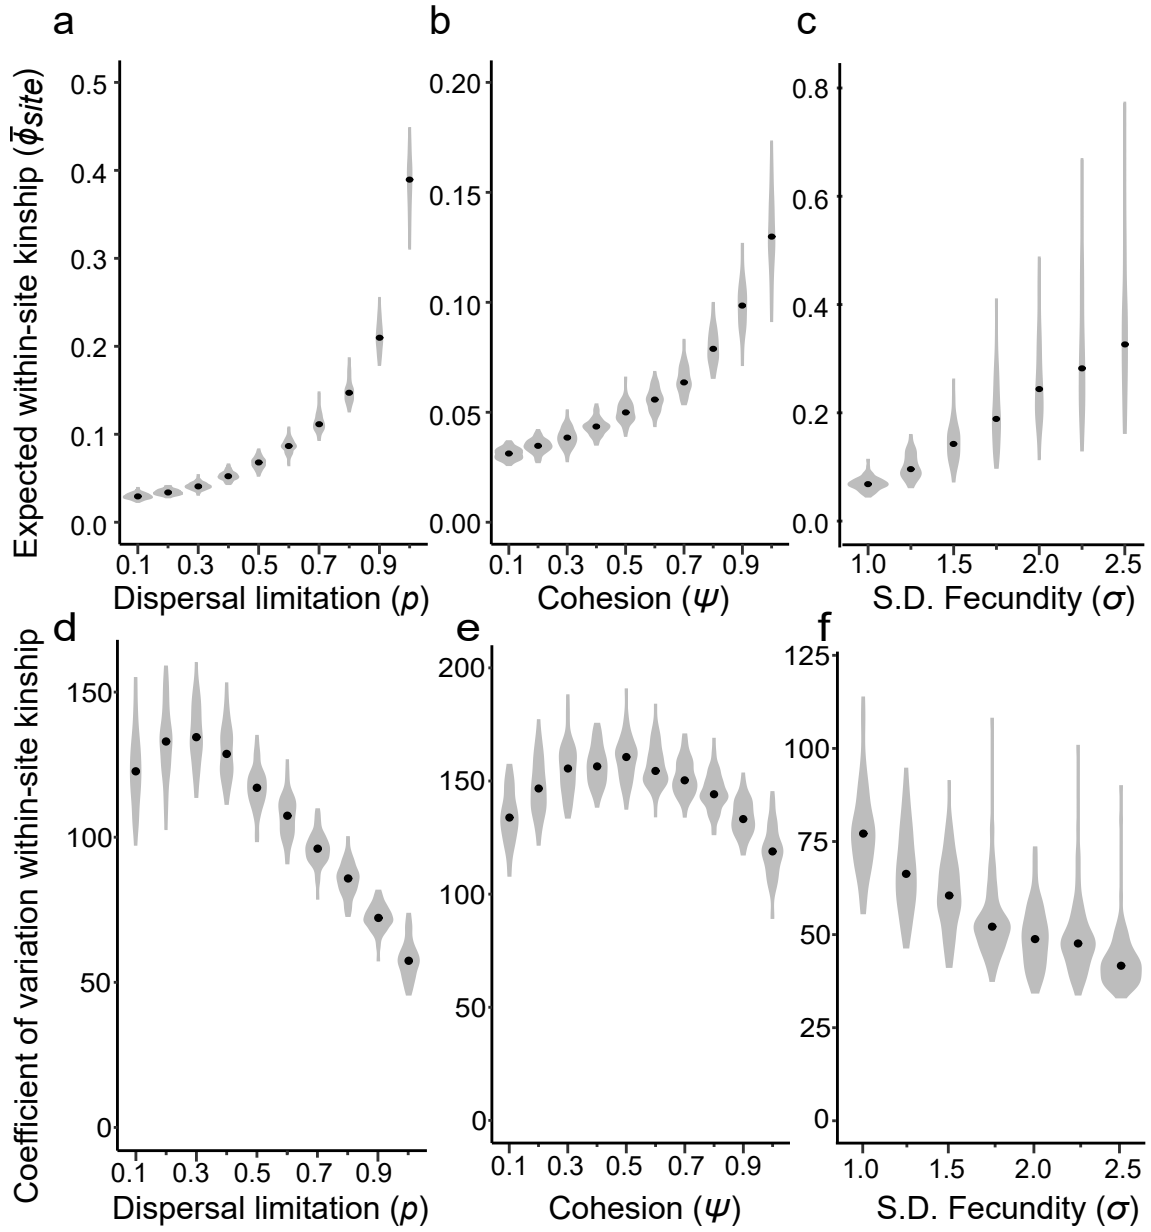 a
b
c
Expected within-site kinship (ϕ̄site)
0.5
0.4
0.3
0.2
0.1
0.0
0.1 0.3 0.5 0.7 0.9
Dispersal limitation (p)
0.20
0.15
0.10
0.05
0.00
0.1 0.3 0.5 0.7 0.9
Cohesion (Ψ)
0.8
0.6
0.4
0.2
0.0
1.0 1.5 2.0 2.5
S.D. Fecundity (σ)
d
e
f
Coefficient of variation within-site kinship
150
100
50
0
0.1 0.3 0.5 0.7 0.9
Dispersal limitation (p)
200
150
100
50
0
0.1 0.3 0.5 0.7 0.9
Cohesion (Ψ)
125
100
75
50
25
0
1.0 1.5 2.0 2.5
S.D. Fecundity (σ)